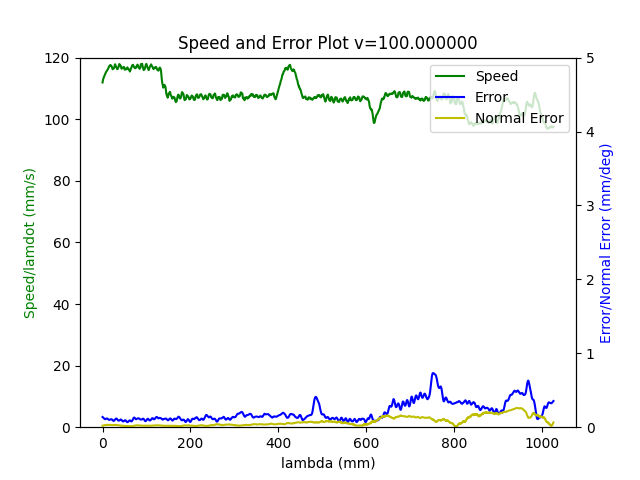 Speed and Error Plot v=100.000000
120
100
80
60
40
20
0
Speed/lamdot (mm/s)
Speed
Error
Normal Error
5
4
3
2
1
0
Error/Normal Error (mm/deg)
0
200
400
600
800
1000
lambda (mm)